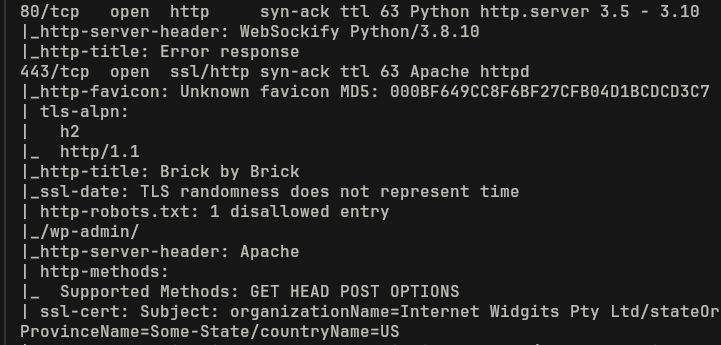 80/tcp   open  http     syn-ack ttl 63 Python http.server 3.5 - 3.10
|_http-server-header: WebSockify Python/3.8.10
|_http-title: Error response
443/tcp  open  ssl/http syn-ack ttl 63 Apache httpd
|_http-favicon: Unknown favicon MD5: 000BF649CC8F6BF27CFB04D1BCDCD3C7
| tls-alpn:
|   h2
|_  http/1.1
|_http-title: Brick by Brick
|_ssl-date: TLS randomness does not represent time
| http-robots.txt: 1 disallowed entry
|_/wp-admin/
|_http-server-header: Apache
| http-methods:
|_  Supported Methods: GET HEAD POST OPTIONS
| ssl-cert: Subject: organizationName=Internet Widgits Pty Ltd/stateOr
ProvinceName=Some-State/countryName=US